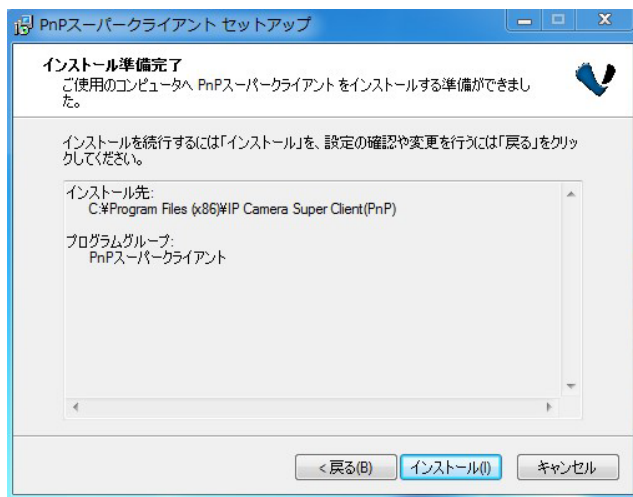 PnPスーパークライアント セットアップ
インストール準備完了
ご使用のコンピュータへ PnPスーパークライアント をインストールする準備ができまし
た。
インストールを続行するには「インストール」を、設定の確認や変更を行うには「戻る」をクリッ
クしてください。
インストール先:
C:¥Program Files (x86)¥IP Camera Super Client(PnP)
プログラムグループ:
PnPスーパークライアント
< 戻る(B)
インストール(I)
キャンセル